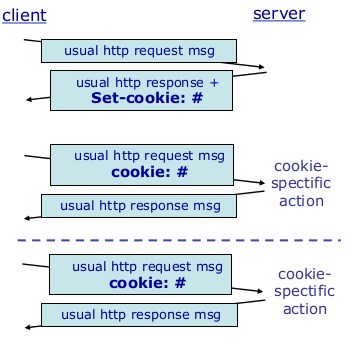 client
server
usual http request msg
usual http response +
Set-cookie: #
usual http request msg
cookie: #
cookie-
spectific
action
usual http response msg
usual http request msg
cookie: #
cookie-
spectific
action
usual http response msg